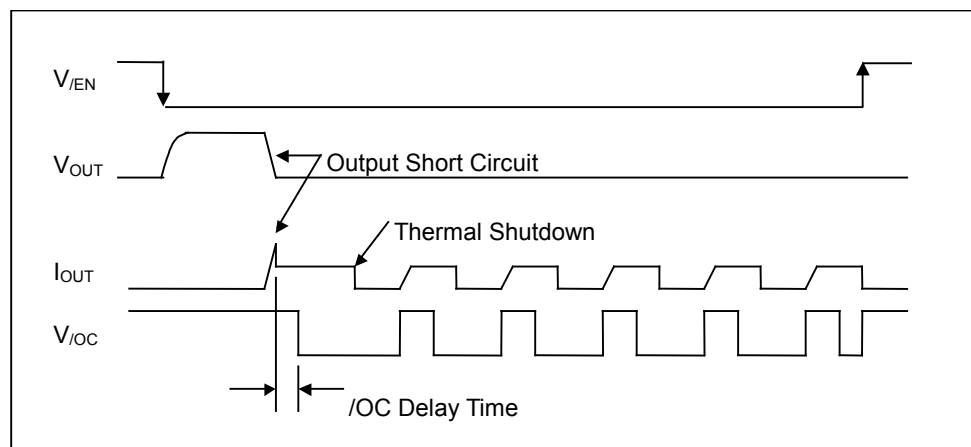 V/EN
VOUT
Output Short Circuit
Thermal Shutdown
IOUT
V/OC
/OC Delay Time